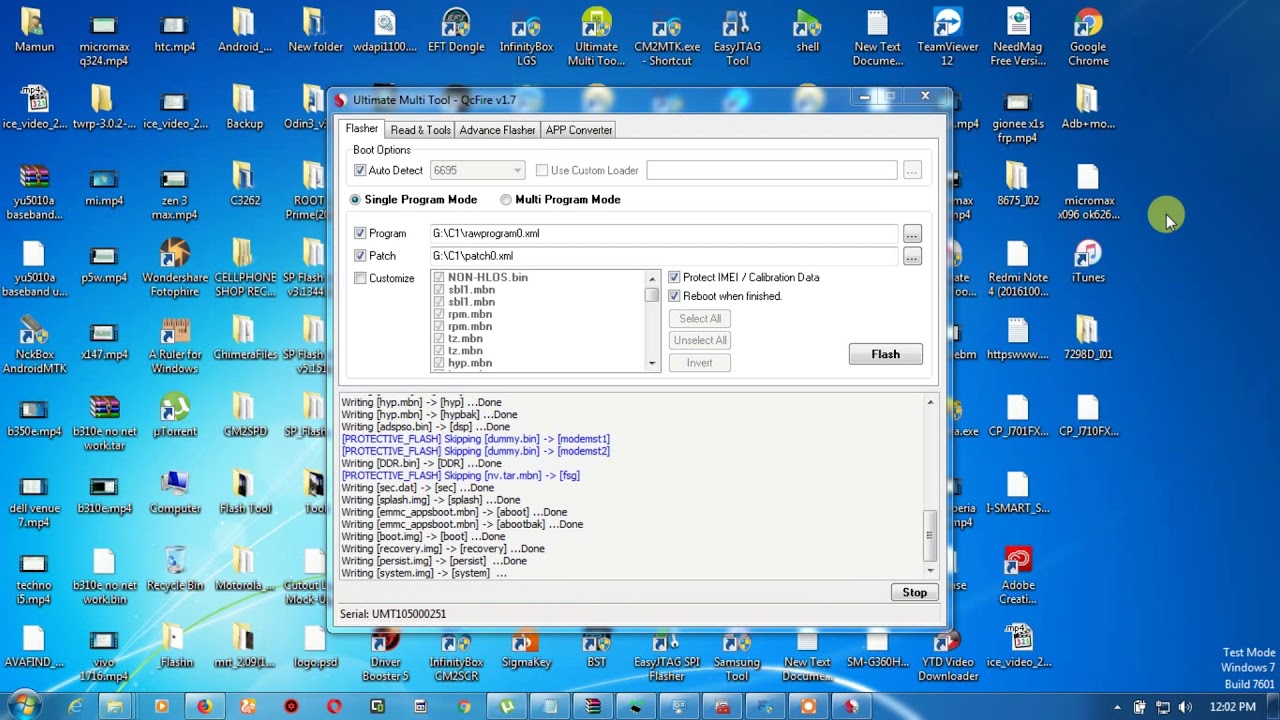 Mamun
micromax q324.mp4
htc.mp4
Android_...
New folder
wdapi1100....
EFT Dongle
InfinityBox LGS
Ultimate Multi Too...
CM2MTK.exe - Shortcut
EasyJTAG Tool
shell
New Text Docume...
TeamViewer 12
NeedMag Free Versi...
Google Chrome
ice_video_2...
twrp-3.0.2-...
ice_video_2...
Backup
Odin3_v3
gionee x1s frp.mp4
Adb+mo...
yu5010a baseband...
mi.mp4
zen 3 max.mp4
C3262
ROOT Prime(20
8675_I02
micromax x096 ok626...
yu5010a baseband u...
p5w.mp4
Wondershare Fotophire
CELLPHONE SHOP REC...
SP Flash v3.1344.
Redmi Note 4 (2016100...
iTunes
NckBox AndroidMTK
x147.mp4
A Ruler for Windows
ChimeraFiles
SP Flash v5.151
httpswww....
7298D_I01
b350e.mp4
b310e no net work.tar
µTorrent
CM2SPD
SP_Flash
a.exe
CP_J701FX...
CP_J710FX...
dell venue 7.mp4
b310e.mp4
Computer
Flash Tool
Tool
I-SMART_S...
techno i5.mp4
b310e no net work.bin
Recycle Bin
Motorola_...
Cutout L Mock-U
Adobe Creati...
AVAFIND_...
vivo 1716.mp4
_Flashn
mrt_2.09(1...
logo.psd
Driver Booster 5
InfinityBox CM2SCR
SigmaKey
BST
EasyJTAG SPI Flasher
Samsung Tool
New Text Docume...
SM-G360H...
YTD Video Downloader
ice_video_2...
Ultimate Multi Tool - QcFire v1.7
Flasher
Read & Tools
Advance Flasher
APP Converter
Boot Options
Auto Detect
6695
Use Custom Loader
...
Single Program Mode
Multi Program Mode
Program
G:\C1\rawprogram0.xml
...
Patch
G:\C1\patch0.xml
...
Customize
NON-HLOS.bin
sbl1.mbn
sbl1.mbn
rpm.mbn
rpm.mbn
tz.mbn
tz.mbn
hyp.mbn
Protect IMEI / Calibration Data
Reboot when finished.
Select All
Unselect All
Invert
Flash
Writing [hyp.mbn] -> [hyp] ...Done
Writing [hyp.mbn] -> [hypbak] ...Done
Writing [adspso.bin] -> [dsp] ...Done
[PROTECTIVE_FLASH] Skipping [dummy.bin] -> [modemst1]
[PROTECTIVE_FLASH] Skipping [dummy.bin] -> [modemst2]
Writing [DDR.bin] -> [DDR] ...Done
[PROTECTIVE_FLASH] Skipping [nv.tar.mbn] -> [fsg]
Writing [sec.dat] -> [sec] ...Done
Writing [splash.img] -> [splash] ...Done
Writing [emmc_appsboot.mbn] -> [aboot] ...Done
Writing [emmc_appsboot.mbn] -> [abootbak] ...Done
Writing [boot.img] -> [boot] ...Done
Writing [recovery.img] -> [recovery] ...Done
Writing [persist.img] -> [persist] ...Done
Writing [system.img] -> [system] ...
Stop
Serial: UMT105000251
Test Mode
Windows 7
Build 7601
12:02 PM